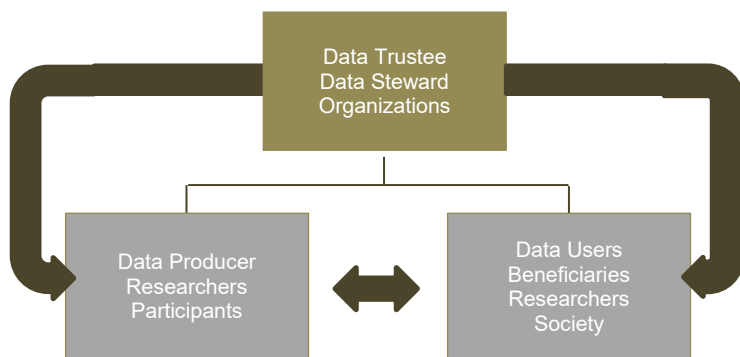 Data Trustee
Data Steward
Organizations
Data Producer
Researchers
Participants
Data Users
Beneficiaries
Researchers
Society